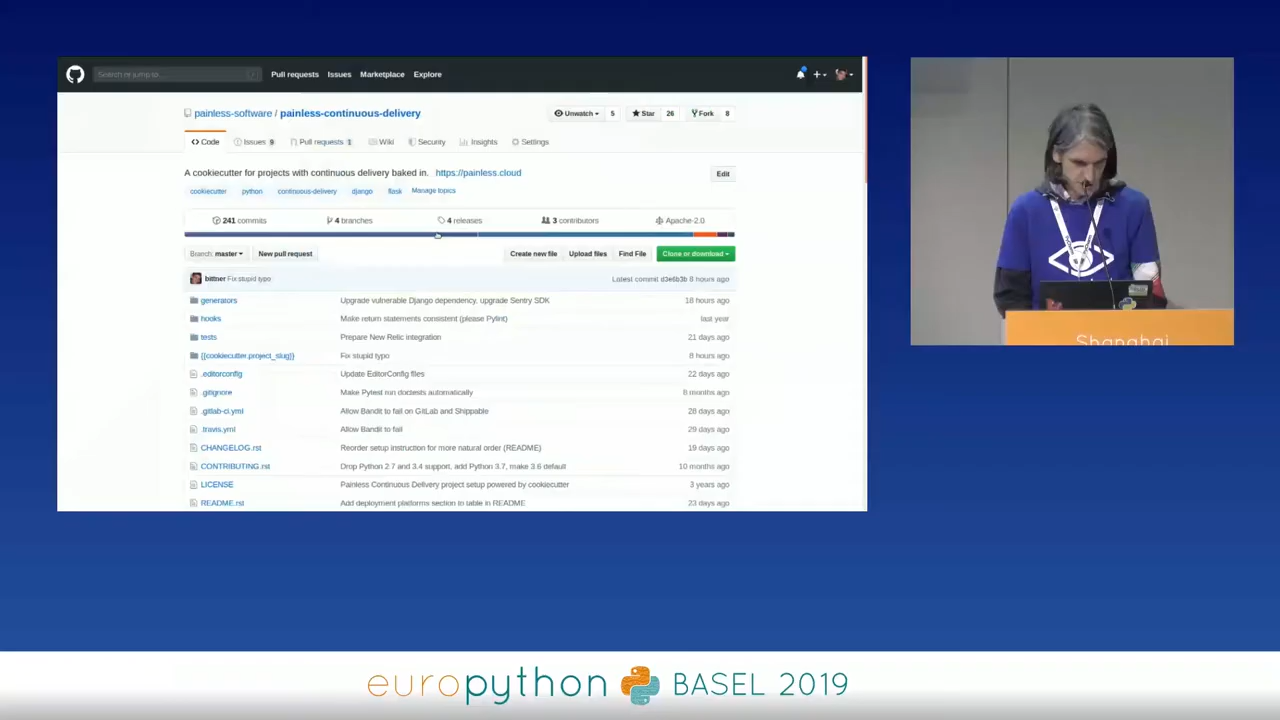 Search or jump to...
Pull requests Issues Marketplace Explore
painless-software / painless-continuous-delivery
Unwatch 5 Star 26 Fork 8
Code Issues 9 Pull requests 1 Wiki Security Insights Settings
A cookiecutter for projects with continuous delivery baked in. https://painless.cloud Edit
cookiecutter python continuous-delivery django flask Manage topics
241 commits 4 branches 4 releases 3 contributors Apache-2.0
Branch: master New pull request Create new file Upload files Find File Clone or download
bittner Fix stupid typo Latest commit d3e6b3b 8 hours ago
generators Upgrade vulnerable Django dependency, upgrade Sentry SDK 18 hours ago
hooks Make return statements consistent (please Pylint) last year
tests Prepare New Relic integration 21 days ago
{{cookiecutter.project_slug}} Fix stupid typo 8 hours ago
.editorconfig Update EditorConfig files 22 days ago
.gitignore Make Pytest run doctests automatically 8 months ago
.gitlab-ci.yml Allow Bandit to fail on GitLab and Shippable 28 days ago
.travis.yml Allow Bandit to fail 29 days ago
CHANGELOG.rst Reorder setup instruction for more natural order (README) 19 days ago
CONTRIBUTING.rst Drop Python 2.7 and 3.4 support, add Python 3.7, make 3.6 default 10 months ago
LICENSE Painless Continuous Delivery project setup powered by cookiecutter 3 years ago
README.rst Add deployment platforms section in table in README 23 days ago
Shanghai
europython BASEL 2019